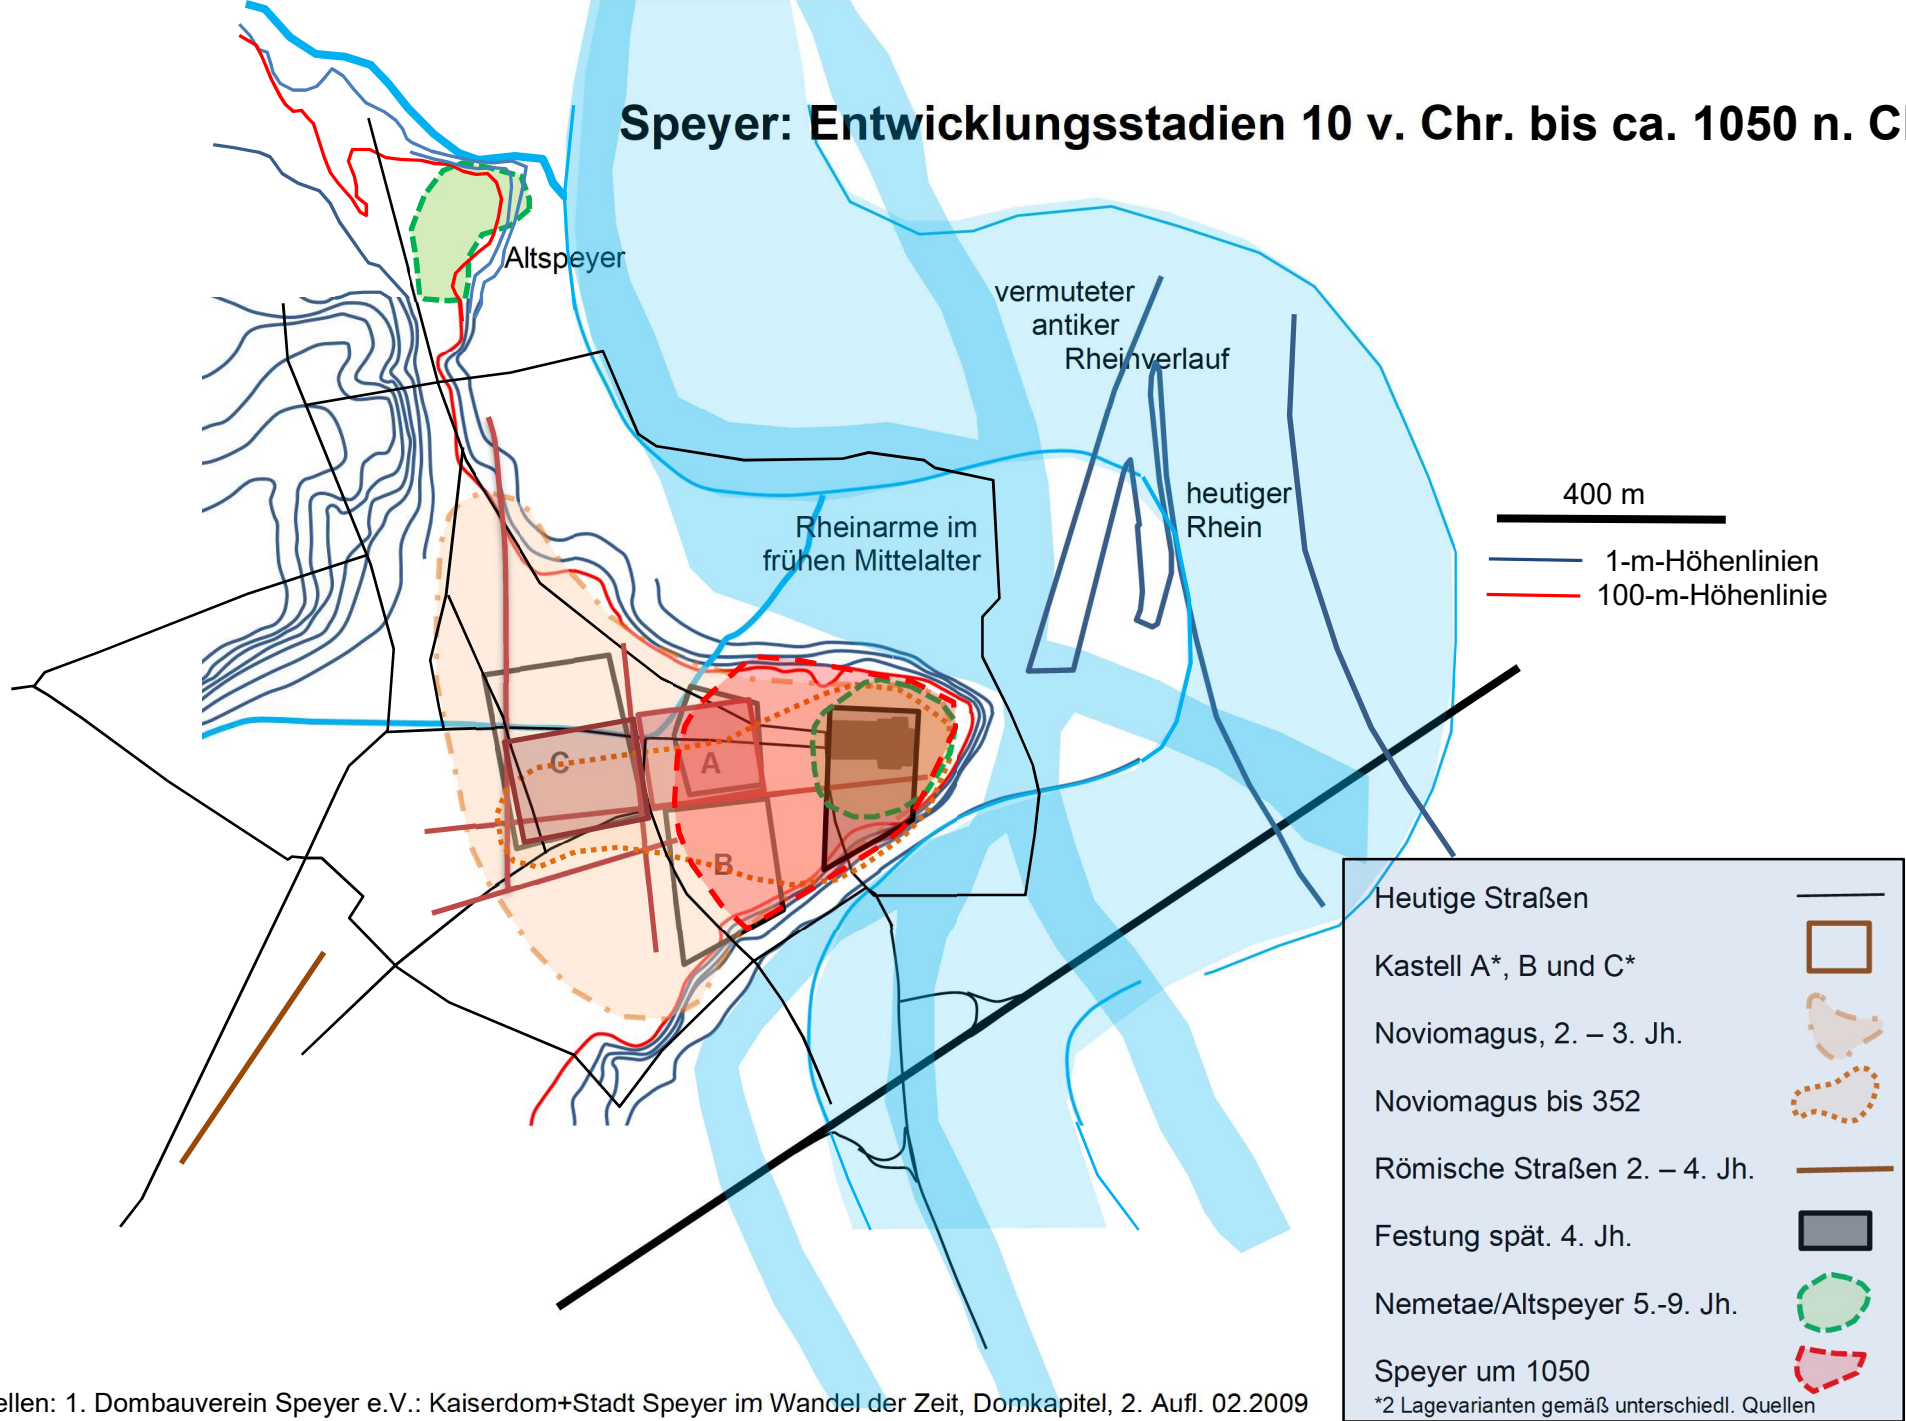 Speyer: Entwicklungsstadien 10 v. Chr. bis ca. 1050 n. Ch
Altspeyer
vermuteter
antiker
Rheinverlauf
heutiger
Rhein
400 m
1-m-Höhenlinien
100-m-Höhenlinie
Rheinarme im
frühen Mittelalter
C
A
B
Heutige Straßen
Kastell A*, B und C*
Noviomagus, 2. – 3. Jh.
Noviomagus bis 352
Römische Straßen 2. – 4. Jh.
Festung spät. 4. Jh.
Nemetae/Altspeyer 5.-9. Jh.
Speyer um 1050
*2 Lagevarianten gemäß unterschiedl. Quellen
ellen: 1. Dombauverein Speyer e.V.: Kaiserdom+Stadt Speyer im Wandel der Zeit, Domkapitel, 2. Aufl. 02.2009